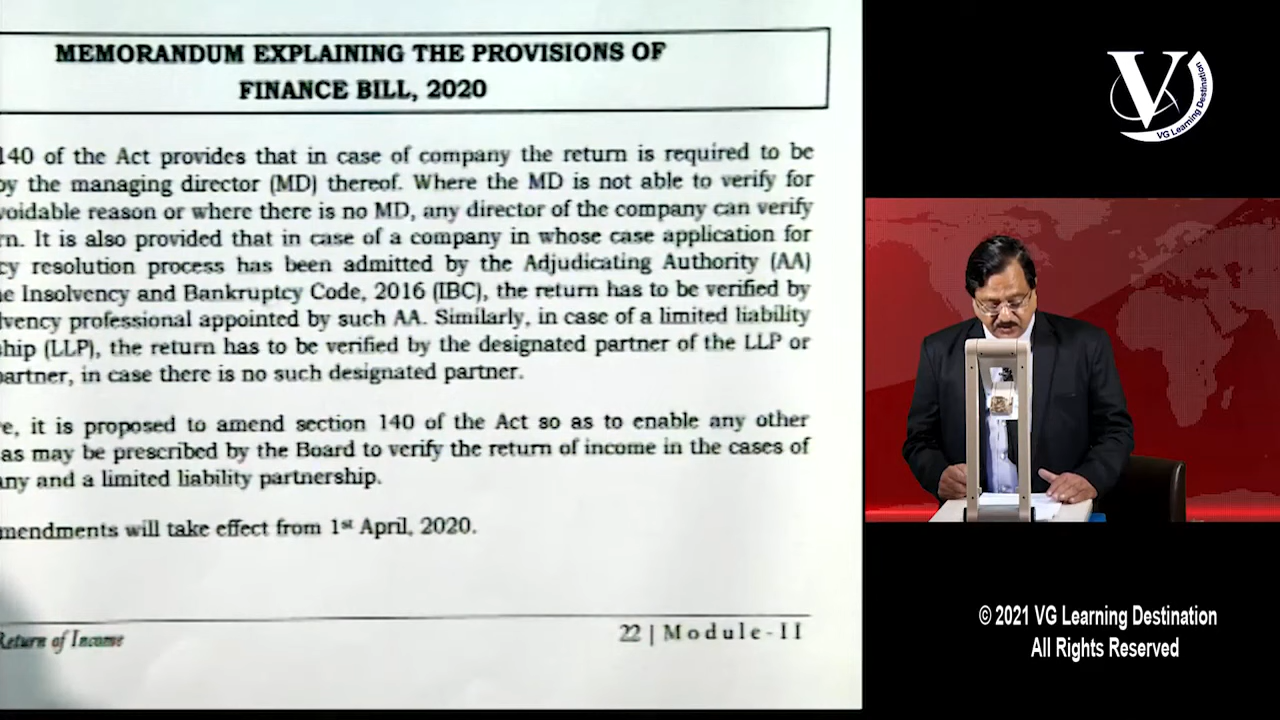 MEMORANDUM EXPLAINING THE PROVISIONS OF
FINANCE BILL, 2020
140 of the Act provides that in case of company the return is required to be
by the managing director (MD) thereof. Where the MD is not able to verify for
voidable reason or where there is no MD, any director of the company can verify
rn. It is also provided that in case of a company in whose case application for
cy resolution process has been admitted by the Adjudicating Authority (AA)
e Insolvency and Bankruptcy Code, 2016 (IBC), the return has to be verified by
lvency professional appointed by such AA. Similarly, in case of a limited liability
ship (LLP), the return has to be verified by the designated partner of the LLP or
partner, in case there is no such designated partner.
e, it is proposed to amend section 140 of the Act so as to enable any other
as may be prescribed by the Board to verify the return of income in the cases of
any and a limited liability partnership.
mendments will take effect from 1st April, 2020.
Return of Income
22 | Module-II
V
VG Learning Destination
© 2021 VG Learning Destination
All Rights Reserved